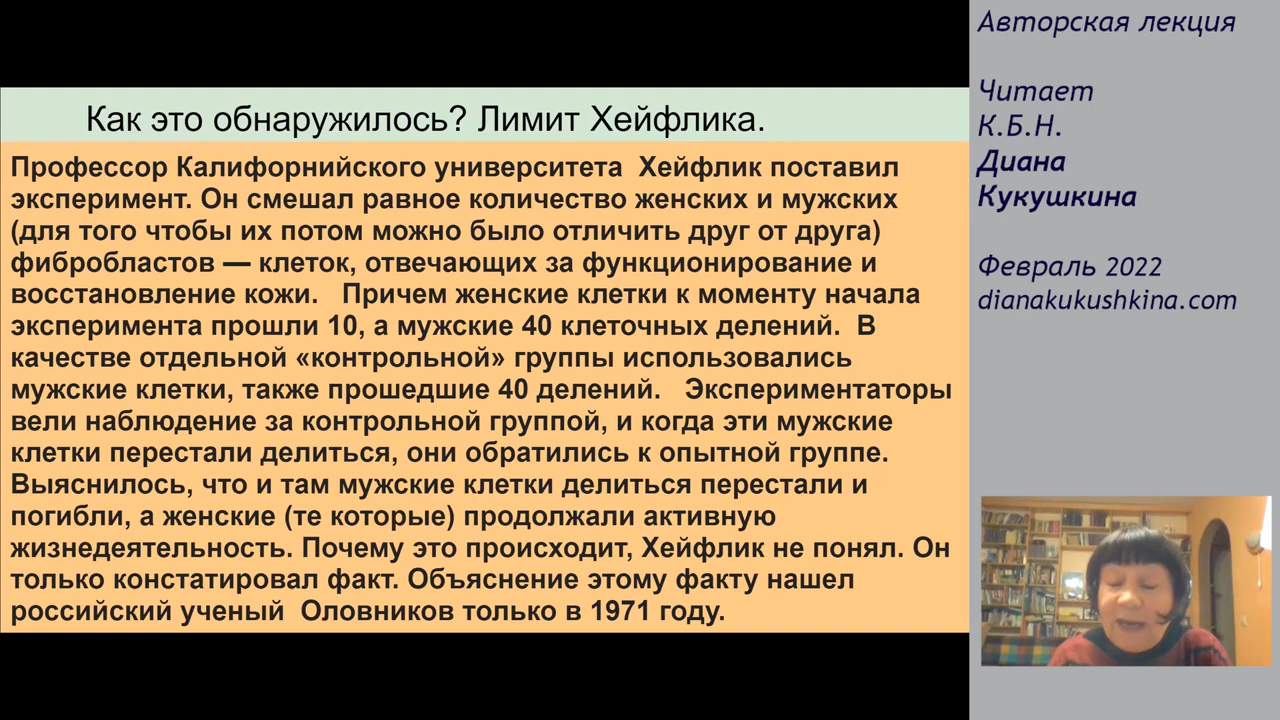 Как это обнаружилось? Лимит Хейфлика.
Профессор Калифорнийского университета Хейфлик поставил
эксперимент. Он смешал равное количество женских и мужских
(для того чтобы их потом можно было отличить друг от друга)
фибробластов — клеток, отвечающих за функционирование и
восстановление кожи. Причем женские клетки к моменту начала
эксперимента прошли 10, а мужские 40 клеточных делений. В
качестве отдельной «контрольной» группы использовались
мужские клетки, также прошедшие 40 делений. Экспериментаторы
вели наблюдение за контрольной группой, и когда эти мужские
клетки перестали делиться, они обратились к опытной группе.
Выяснилось, что и там мужские клетки делиться перестали и
погибли, а женские (те которые) продолжали активную
жизнедеятельность. Почему это происходит, Хейфлик не понял. Он
только констатировал факт. Объяснение этому факту нашел
российский ученый Оловников только в 1971 году.
Авторская лекция
Читает
К.Б.Н.
Диана
Кукушкина
Февраль 2022
dianakukushkina.com